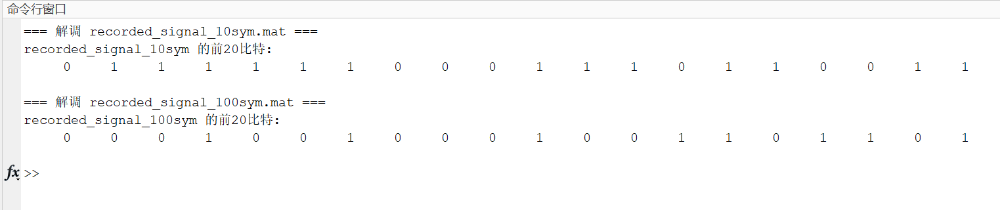 命令行窗口
=== 解调 recorded_signal_10sym.mat ===
recorded_signal_10sym 的前20比特:
0 1 1 1 1 1 1 0 0 0 1 1 1 0 1 1 0 0 1 1
=== 解调 recorded_signal_100sym.mat ===
recorded_signal_100sym 的前20比特:
0 0 0 1 0 0 1 0 0 0 1 0 0 1 1 0 1 1 0 1
fx >>